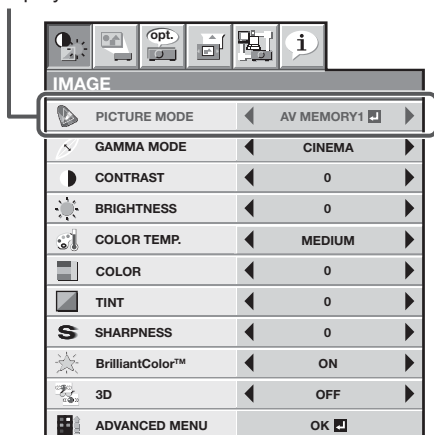 opt.
i
IMAGE
PICTURE MODE AV MEMORY1
GAMMA MODE CINEMA
CONTRAST 0
BRIGHTNESS 0
COLOR TEMP. MEDIUM
COLOR 0
TINT 0
S SHARPNESS 0
BrilliantColor™ ON
3D OFF
ADVANCED MENU OK